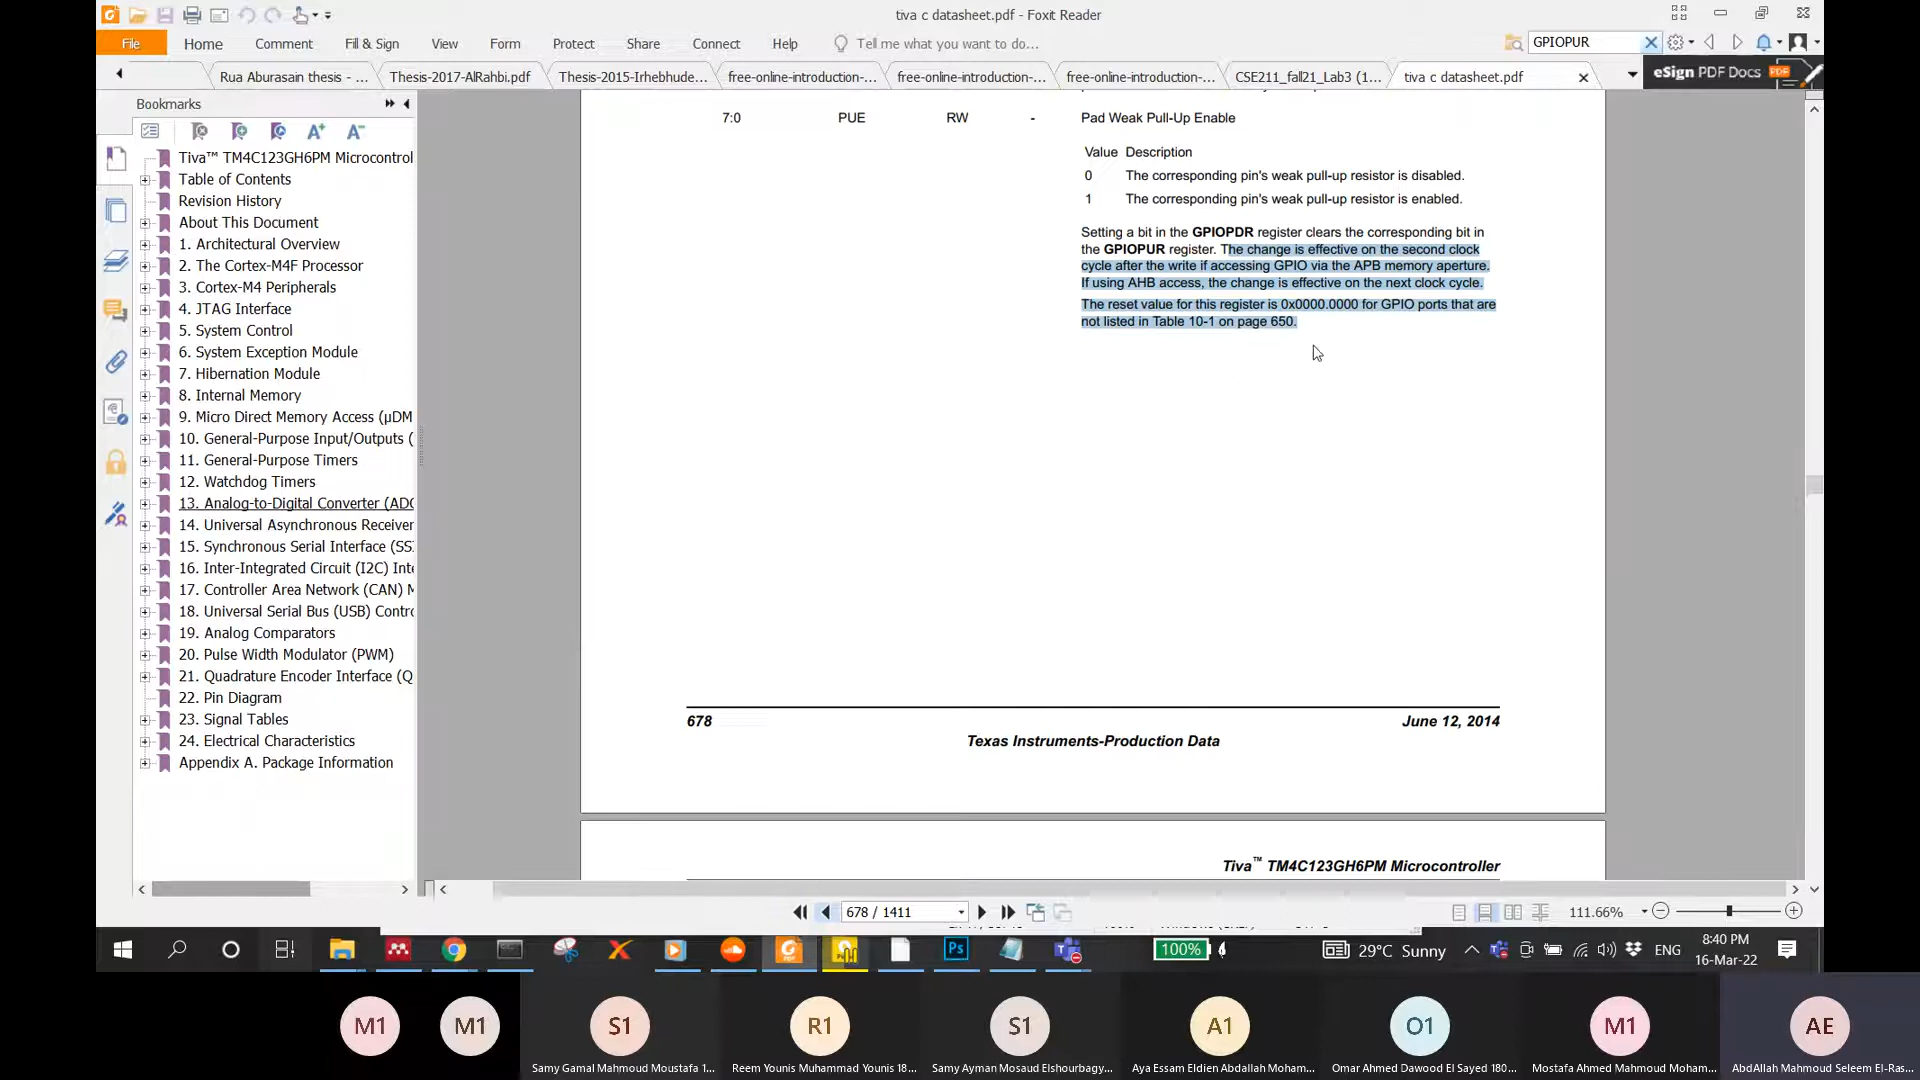 tiva c datasheet.pdf - Foxit Reader
File
Home
Comment
Fill & Sign
View
Form
Protect
Share
Connect
Help
Tell me what you want to do...
GPIOPUR
Rua Aburasain thesis - ...
Thesis-2017-AlRahbi.pdf
Thesis-2015-Irhebhude...
free-online-introduction-...
free-online-introduction-...
free-online-introduction-...
CSE211_fall21_Lab3 (1...
tiva c datasheet.pdf
eSign PDF Docs
Bookmarks
Tiva™ TM4C123GH6PM Microcontrol
Table of Contents
Revision History
About This Document
1. Architectural Overview
2. The Cortex-M4F Processor
3. Cortex-M4 Peripherals
4. JTAG Interface
5. System Control
6. System Exception Module
7. Hibernation Module
8. Internal Memory
9. Micro Direct Memory Access (μDM
10. General-Purpose Input/Outputs (
11. General-Purpose Timers
12. Watchdog Timers
13. Analog-to-Digital Converter (ADC
14. Universal Asynchronous Receiver
15. Synchronous Serial Interface (SS
16. Inter-Integrated Circuit (I2C) Inte
17. Controller Area Network (CAN) M
18. Universal Serial Bus (USB) Contro
19. Analog Comparators
20. Pulse Width Modulator (PWM)
21. Quadrature Encoder Interface (Q
22. Pin Diagram
23. Signal Tables
24. Electrical Characteristics
Appendix A. Package Information
7:0 PUE RW - Pad Weak Pull-Up Enable
Value Description
0 The corresponding pin's weak pull-up resistor is disabled.
1 The corresponding pin's weak pull-up resistor is enabled.
Setting a bit in the GPIOPDR register clears the corresponding bit in
the GPIOPUR register. The change is effective on the second clock
cycle after the write if accessing GPIO via the APB memory aperture.
If using AHB access, the change is effective on the next clock cycle.
The reset value for this register is 0x0000.0000 for GPIO ports that are
not listed in Table 10-1 on page 650.
678 June 12, 2014
Texas Instruments-Production Data
Tiva™ TM4C123GH6PM Microcontroller
678 / 1411
111.66%
100%
29°C Sunny
ENG
8:40 PM
16-Mar-22
M1
M1
S1
R1
S1
A1
O1
M1
AE
Samy Gamal Mahmoud Moustafa 1...
Reem Younis Muhammad Younis 18...
Samy Ayman Mosaud Elshourbagy...
Aya Essam Eldien Abdallah Moham...
Omar Ahmed Dawood El Sayed 180...
Mostafa Ahmed Mahmoud Moham...
AbdAllah Mahmoud Seleem El-Ras...